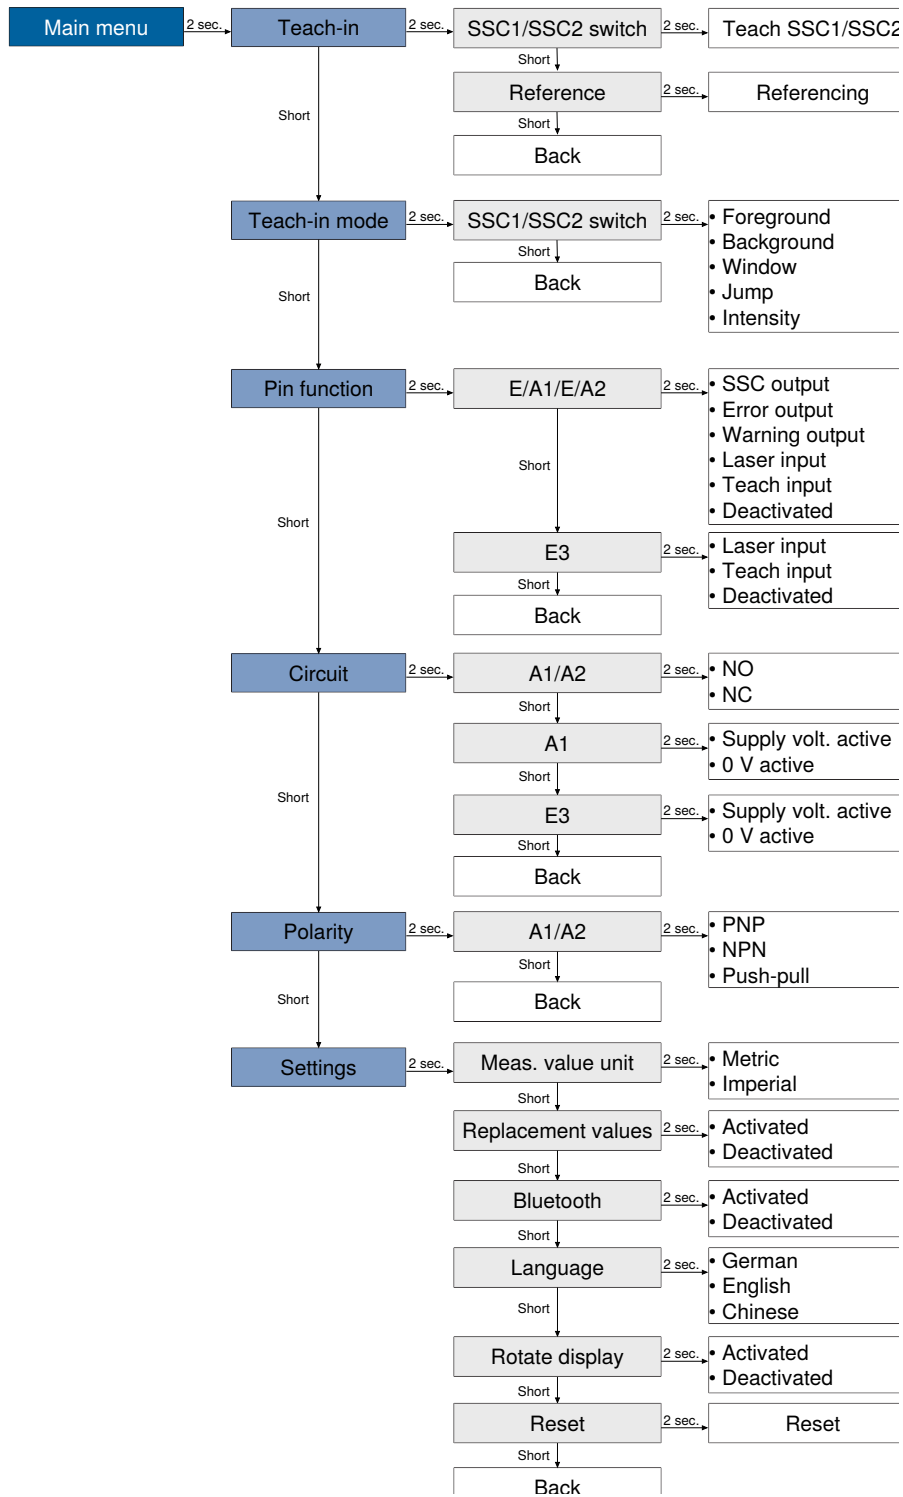 Main menu
2 sec.
Teach-in
2 sec.
SSC1/SSC2 switch
2 sec.
Teach SSC1/SSC2
Short
Reference
2 sec.
Referencing
Short
Short
Back
Teach-in mode
2 sec.
SSC1/SSC2 switch
2 sec.
• Foreground
• Background
• Window
• Jump
• Intensity
Short
Back
Short
Pin function
2 sec.
E/A1/E/A2
2 sec.
• SSC output
• Error output
• Warning output
• Laser input
• Teach input
• Deactivated
Short
Short
E3
2 sec.
• Laser input
• Teach input
• Deactivated
Short
Back
Circuit
2 sec.
A1/A2
2 sec.
• NO
• NC
Short
A1
2 sec.
• Supply volt. active
• 0 V active
Short
Short
E3
2 sec.
• Supply volt. active
• 0 V active
Short
Back
Polarity
2 sec.
A1/A2
2 sec.
• PNP
• NPN
• Push-pull
Short
Back
Short
Settings
2 sec.
Meas. value unit
2 sec.
• Metric
• Imperial
Short
Replacement values
2 sec.
• Activated
• Deactivated
Short
Bluetooth
2 sec.
• Activated
• Deactivated
Short
Language
2 sec.
• German
• English
• Chinese
Short
Rotate display
2 sec.
• Activated
• Deactivated
Short
Reset
2 sec.
Reset
Short
Back